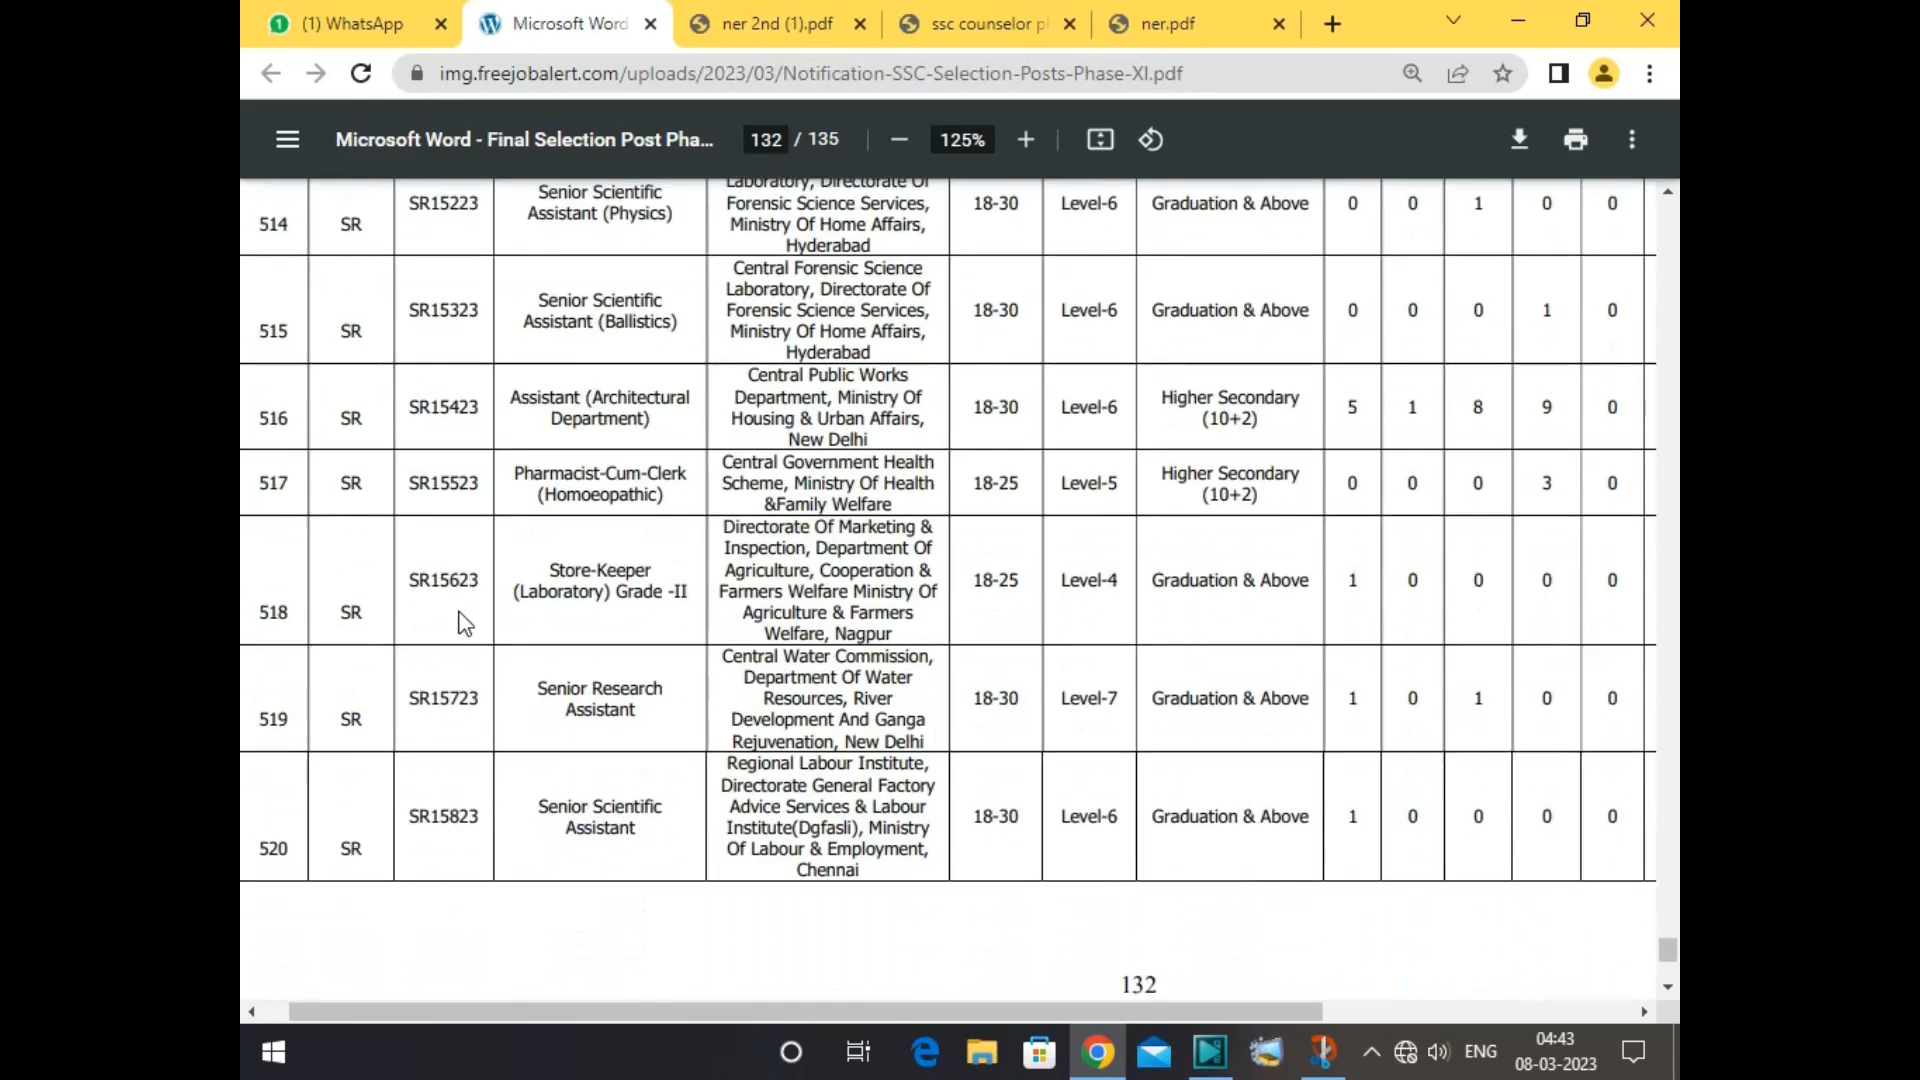 (1) WhatsApp
Microsoft Word
ner 2nd (1).pdf
ssc counselor p
ner.pdf
img.freejobalert.com/uploads/2023/03/Notification-SSC-Selection-Posts-Phase-XI.pdf
Microsoft Word - Final Selection Post Pha... 132 / 135 125%
514 SR SR15223
Senior Scientific
Assistant (Physics)
Laboratory, Directorate Of
Forensic Science Services,
Ministry Of Home Affairs,
Hyderabad
18-30 Level-6 Graduation & Above 0 0 1 0 0
515 SR SR15323
Senior Scientific
Assistant (Ballistics)
Central Forensic Science
Laboratory, Directorate Of
Forensic Science Services,
Ministry Of Home Affairs,
Hyderabad
18-30 Level-6 Graduation & Above 0 0 0 1 0
516 SR SR15423
Assistant (Architectural
Department)
Central Public Works
Department, Ministry Of
Housing & Urban Affairs,
New Delhi
18-30 Level-6
Higher Secondary
(10+2)
5 1 8 9 0
517 SR SR15523
Pharmacist-Cum-Clerk
(Homoeopathic)
Central Government Health
Scheme, Ministry Of Health
&Family Welfare
18-25 Level-5
Higher Secondary
(10+2)
0 0 0 3 0
518 SR SR15623
Store-Keeper
(Laboratory) Grade -II
Directorate Of Marketing &
Inspection, Department Of
Agriculture, Cooperation &
Farmers Welfare Ministry Of
Agriculture & Farmers
Welfare, Nagpur
18-25 Level-4 Graduation & Above 1 0 0 0 0
519 SR SR15723
Senior Research
Assistant
Central Water Commission,
Department Of Water
Resources, River
Development And Ganga
Rejuvenation, New Delhi
18-30 Level-7 Graduation & Above 1 0 1 0 0
520 SR SR15823
Senior Scientific
Assistant
Regional Labour Institute,
Directorate General Factory
Advice Services & Labour
Institute(Dgfasli), Ministry
Of Labour & Employment,
Chennai
18-30 Level-6 Graduation & Above 1 0 0 0 0
132
ENG
04:43
08-03-2023